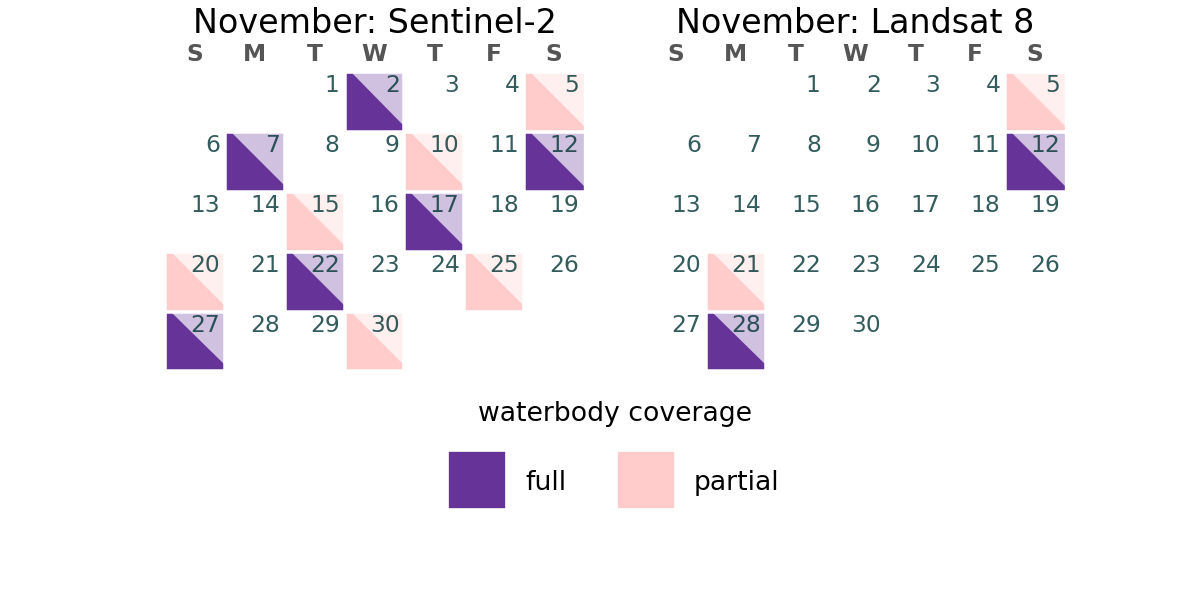 November: Sentinel-2
S M T W T F S
1 2 3 4 5
6 7 8 9 10 11 12
13 14 15 16 17 18 19
20 21 22 23 24 25 26
27 28 29 30
November: Landsat 8
S M T W T F S
1 2 3 4 5
6 7 8 9 10 11 12
13 14 15 16 17 18 19
20 21 22 23 24 25 26
27 28 29 30
waterbody coverage
full partial